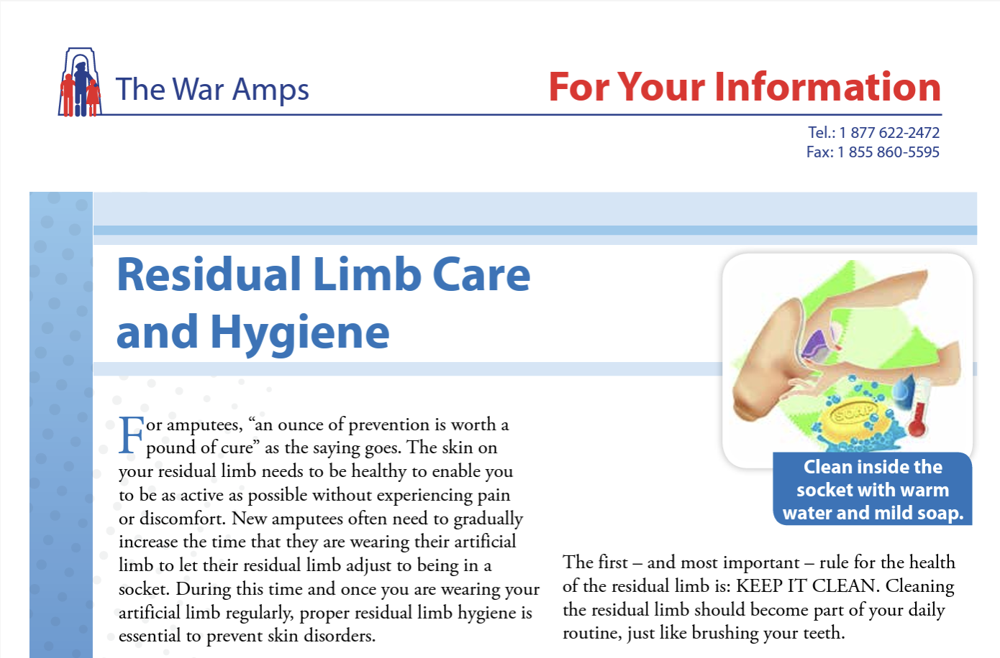 The War Amps
For Your Information
Tel.: 1 877 622-2472
Fax: 1 855 860-5595
Residual Limb Care
and Hygiene
SOAP
Clean inside the
socket with warm
water and mild soap.
For amputees, “an ounce of prevention is worth a
pound of cure” as the saying goes. The skin on
your residual limb needs to be healthy to enable you
to be as active as possible without experiencing pain
or discomfort. New amputees often need to gradually
increase the time that they are wearing their artificial
limb to let their residual limb adjust to being in a
socket. During this time and once you are wearing your
artificial limb regularly, proper residual limb hygiene is
essential to prevent skin disorders.
The first – and most important – rule for the health
of the residual limb is: KEEP IT CLEAN. Cleaning
the residual limb should become part of your daily
routine, just like brushing your teeth.